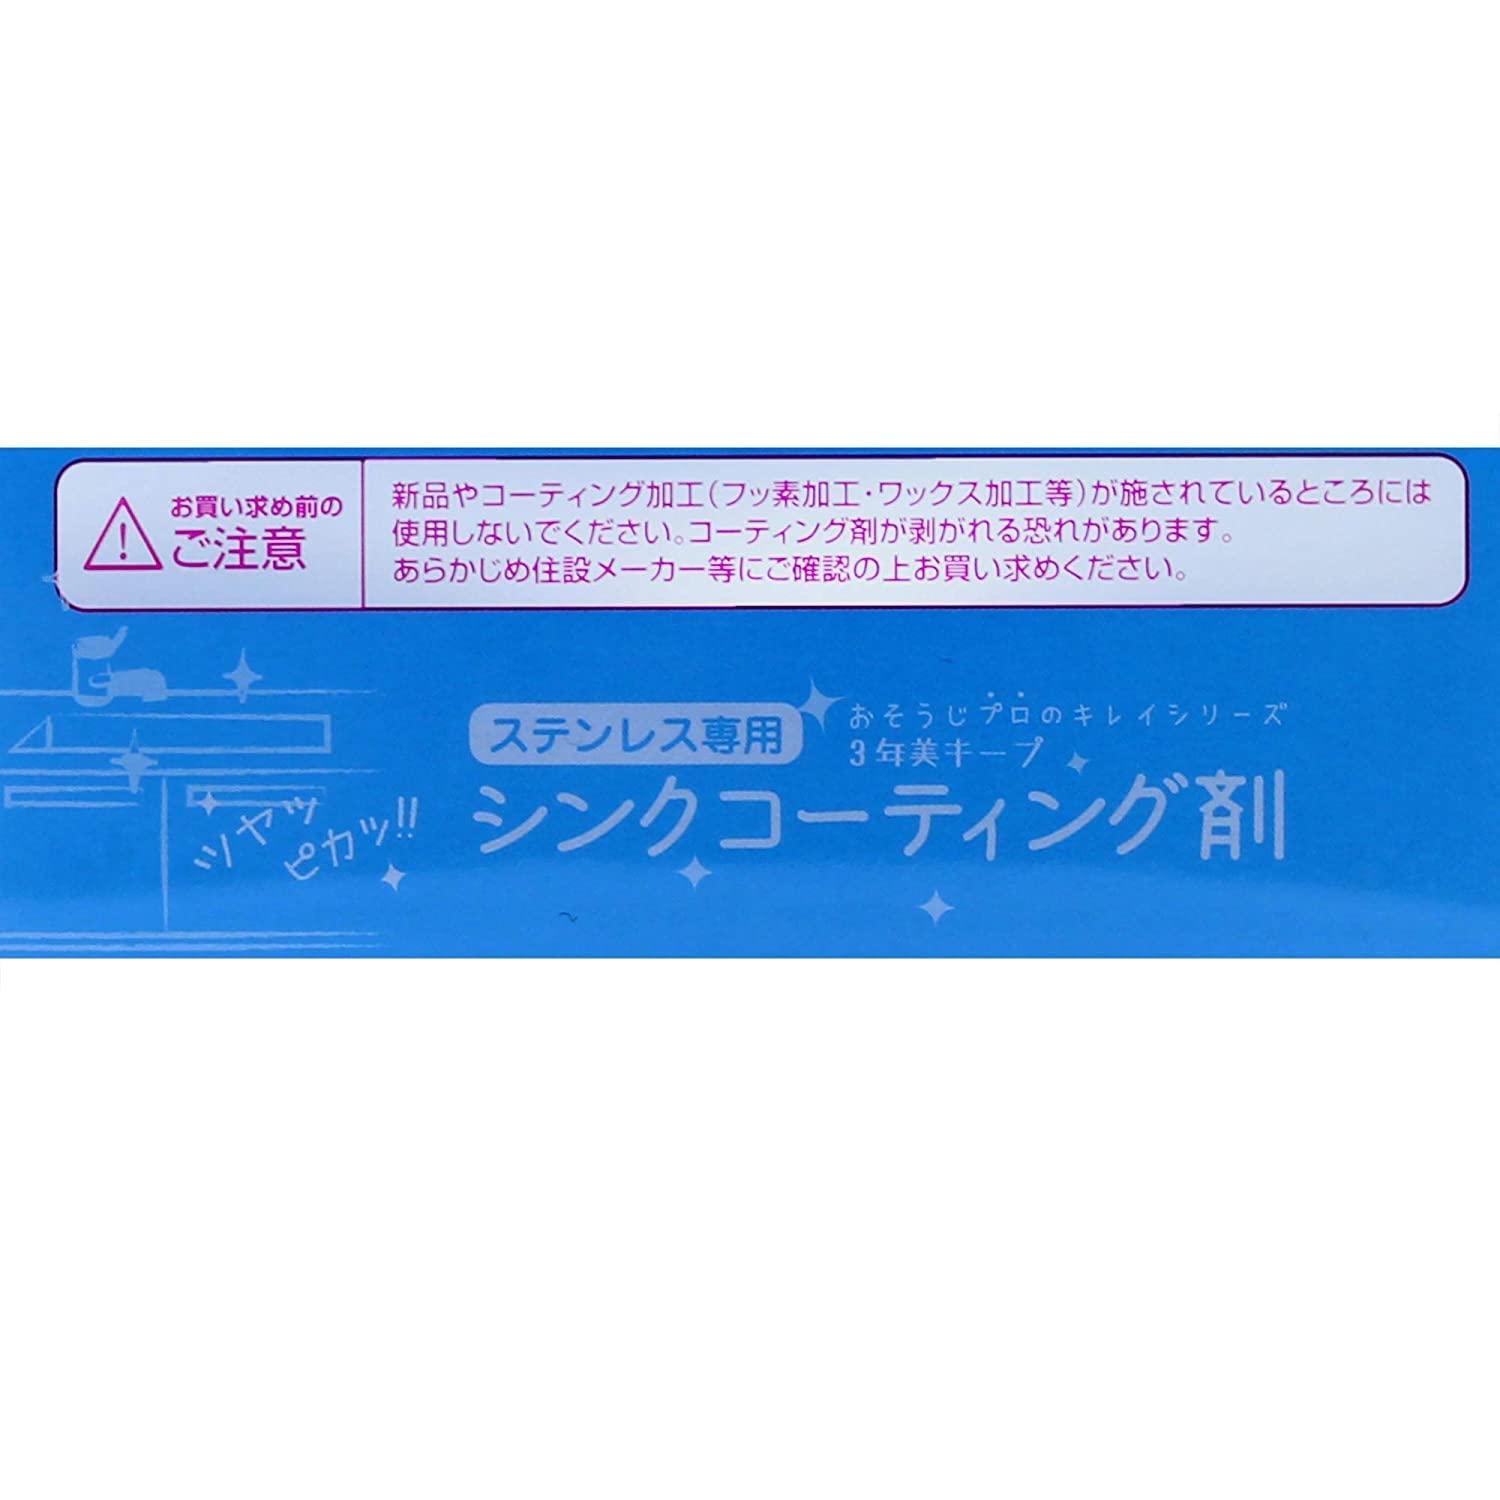 お買い求め前の
ご注意
新品やコーティング加工(フッ素加工・ワックス加工等)が施されているところには
使用しないでください。コーティング剤が剥がれる恐れがあります。
あらかじめ住設メーカー等にご確認の上お買い求めください。
ステンレス専用
おそうじプロのキレイシリーズ
3年美キープ
シンクコーティング剤
ツヤッ
ピカッ!!